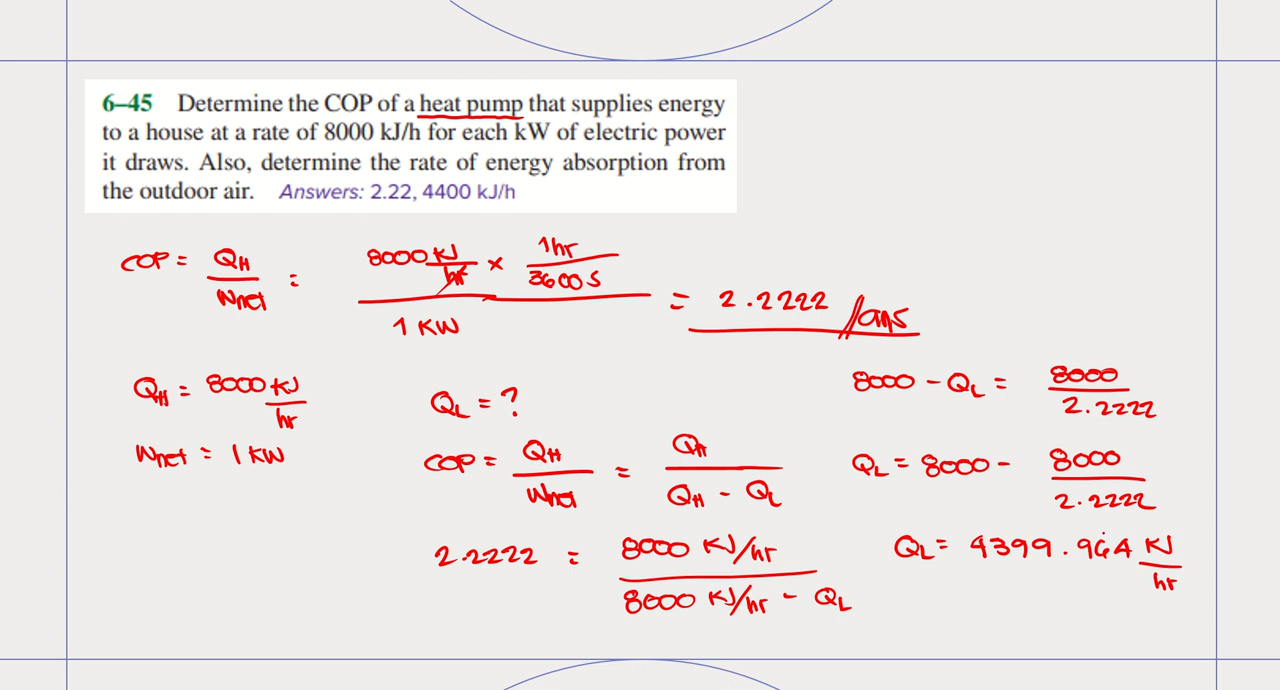 6–45 Determine the COP of a heat pump that supplies energy
to a house at a rate of 8000 kJ/h for each kW of electric power
it draws. Also, determine the rate of energy absorption from
the outdoor air. Answers: 2.22, 4400 kJ/h
COP = QH / Wnet = (8000 KJ/hr × 1hr/3600 S) / 1 KW = 2.2222 //ans
QH = 8000 KJ/hr
Wnet = 1 KW
QL = ?
COP = QH / Wnet = QH / QH - QL
2.2222 = 8000 KJ/hr / 8000 KJ/hr - QL
8000 - QL = 8000 / 2.2222
QL = 8000 - 8000 / 2.2222
QL = 4399.964 KJ/hr